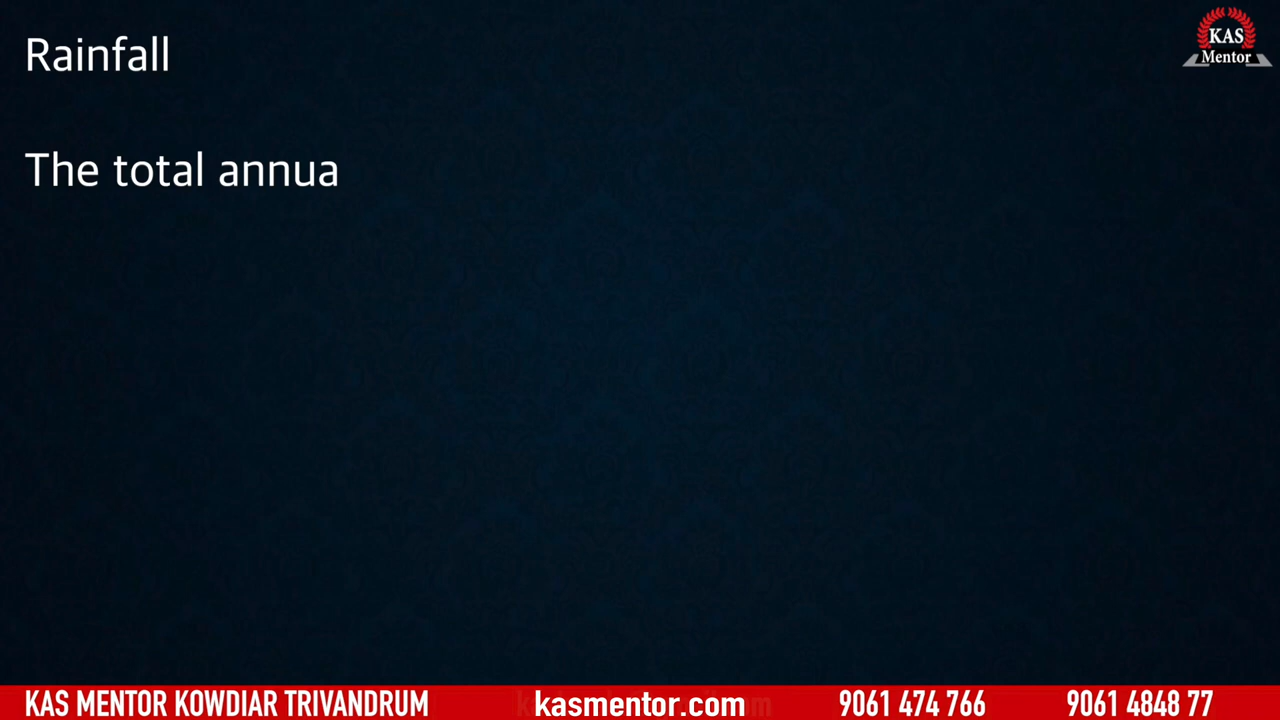 Rainfall
KAS
Mentor
The total annua
KAS MENTOR KOWDIAR TRIVANDRUM
kasmentor.com
9061 474 766
9061 4848 77